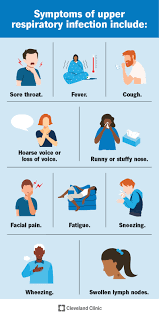 Symptoms of upper
respiratory infection include:
Sore throat.
Fever.
Cough.
Hoarse voice or
loss of voice.
Runny or stuffy nose.
Facial pain.
Fatigue.
Sneezing.
Wheezing.
Swollen lymph nodes.
Cleveland Clinic